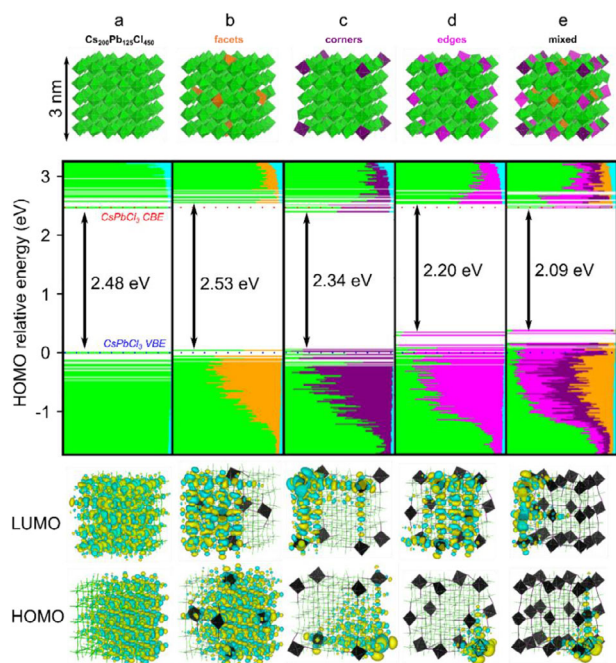 a b c d e
Cs200Pb125Cl450 facets corners edges mixed
3 nm
HOMO relative energy (eV)
3
2
1
0
-1
CsPbCl3 CBE
2.48 eV 2.53 eV 2.34 eV 2.20 eV 2.09 eV
CsPbCl3 VBE
LUMO
HOMO